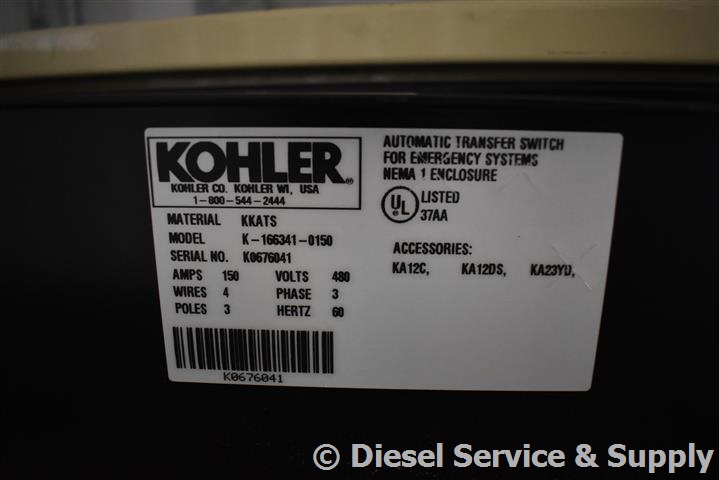 KOHLER®
KOHLER CO. KOHLER WI, USA
1-800-544-2444
MATERIAL KKATS
MODEL K-166341-0150
SERIAL NO. K0676041
AMPS 150 VOLTS 480
WIRES 4 PHASE 3
POLES 3 HERTZ 60
K0676041
AUTOMATIC TRANSFER SWITCH
FOR EMERGENCY SYSTEMS
NEMA 1 ENCLOSURE
UL LISTED
37AA
ACCESSORIES:
KA12C, KA12DS, KA23YD,
© Diesel Service & Supply